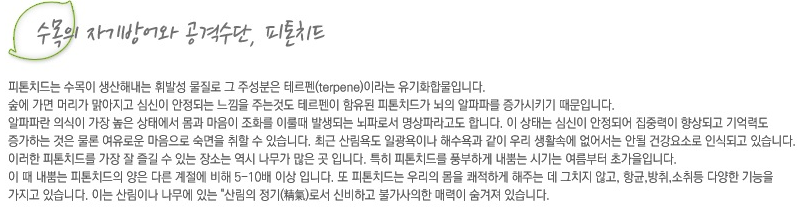 수목의 자기방어와 공격수단, 피톤치드
피톤치드는 수목이 생산해내는 휘발성 물질로 그 주성분은 테르펜(terpene)이라는 유기화합물입니다.
숲에 가면 머리가 맑아지고 심신이 안정되는 느낌을 주는것도 테르펜이 함유된 피톤치드가 뇌의 알파파를 증가시키기 때문입니다.
알파파란 의식이 가장 높은 상태에서 몸과 마음이 조화를 이룰때 발생되는 뇌파로서 명상파라고도 합니다. 이 상태는 심신이 안정되어 집중력이 향상되고 기억력도
증가하는 것은 물론 여유로운 마음으로 숙면을 취할 수 있습니다. 최근 산림욕도 일광욕이나 해수욕과 같이 우리 생활속에 없어서는 안될 건강요소로 인식되고 있습니다.
이러한 피톤치드를 가장 잘 즐길 수 있는 장소는 역시 나무가 많은 곳 입니다. 특히 피톤치드를 풍부하게 내뿜는 시기는 여름부터 초가을입니다.
이 때 내뿜는 피톤치드의 양은 다른 계절에 비해 5-10배 이상 입니다. 또 피톤치드는 우리의 몸을 쾌적하게 해주는 데 그치지 않고, 항균,방취,소취등 다양한 기능을
가지고 있습니다. 이는 산림이나 나무에 있는 "산림의 정기(精氣)로서 신비하고 불가사의한 매력이 숨겨져 있습니다.